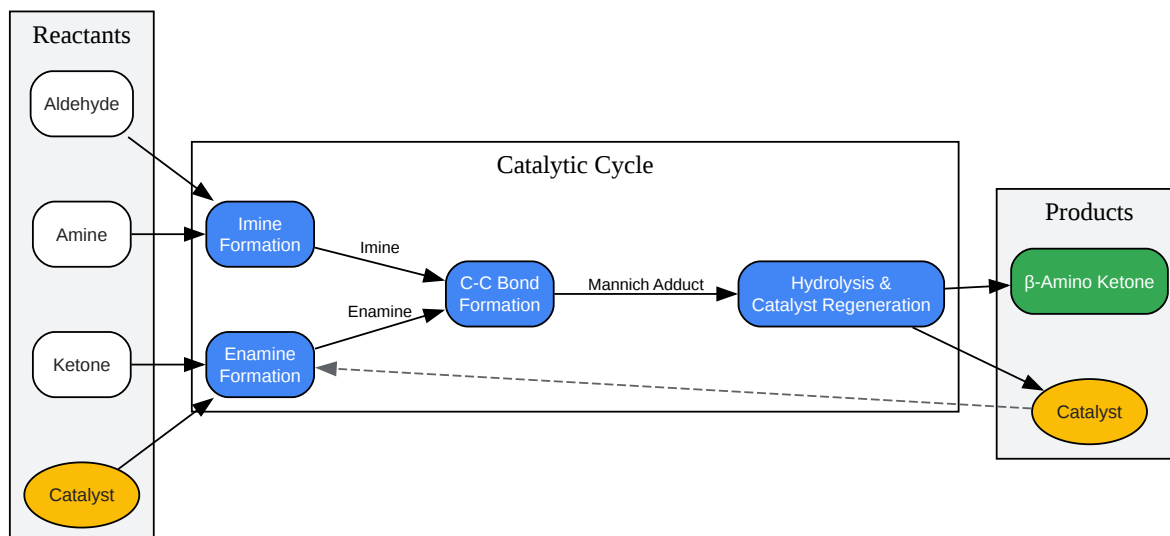 Reactants
Aldehyde
Amine
Ketone
Catalyst
Catalytic Cycle
Imine
Formation
Enamine
Formation
Imine
Enamine
C-C Bond
Formation
Mannich Adduct
Hydrolysis &
Catalyst Regeneration
Products
β-Amino Ketone
Catalyst